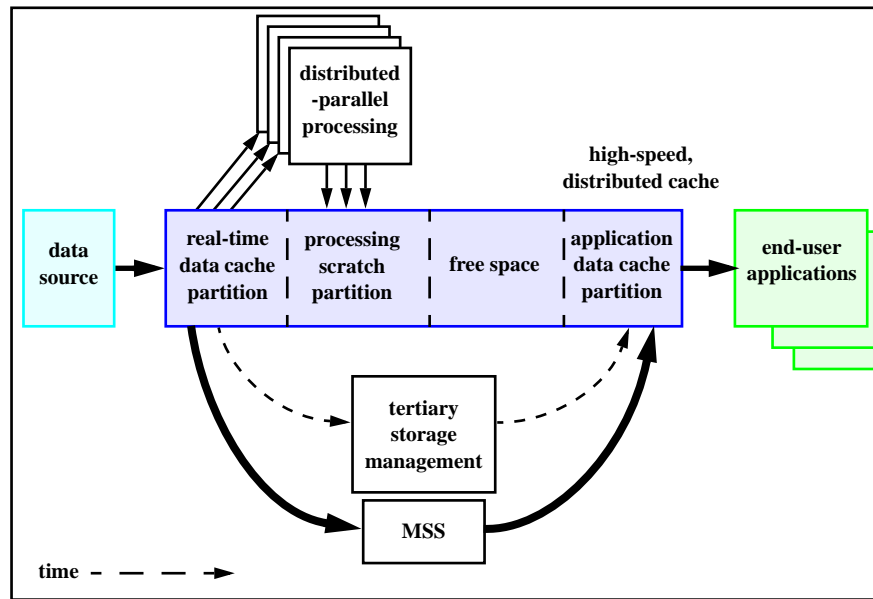 distributed
-parallel
processing
high-speed,
distributed cache
data
source
real-time
data cache
partition
processing
scratch
partition
free space
application
data cache
partition
end-user
applications
tertiary
storage
management
MSS
time